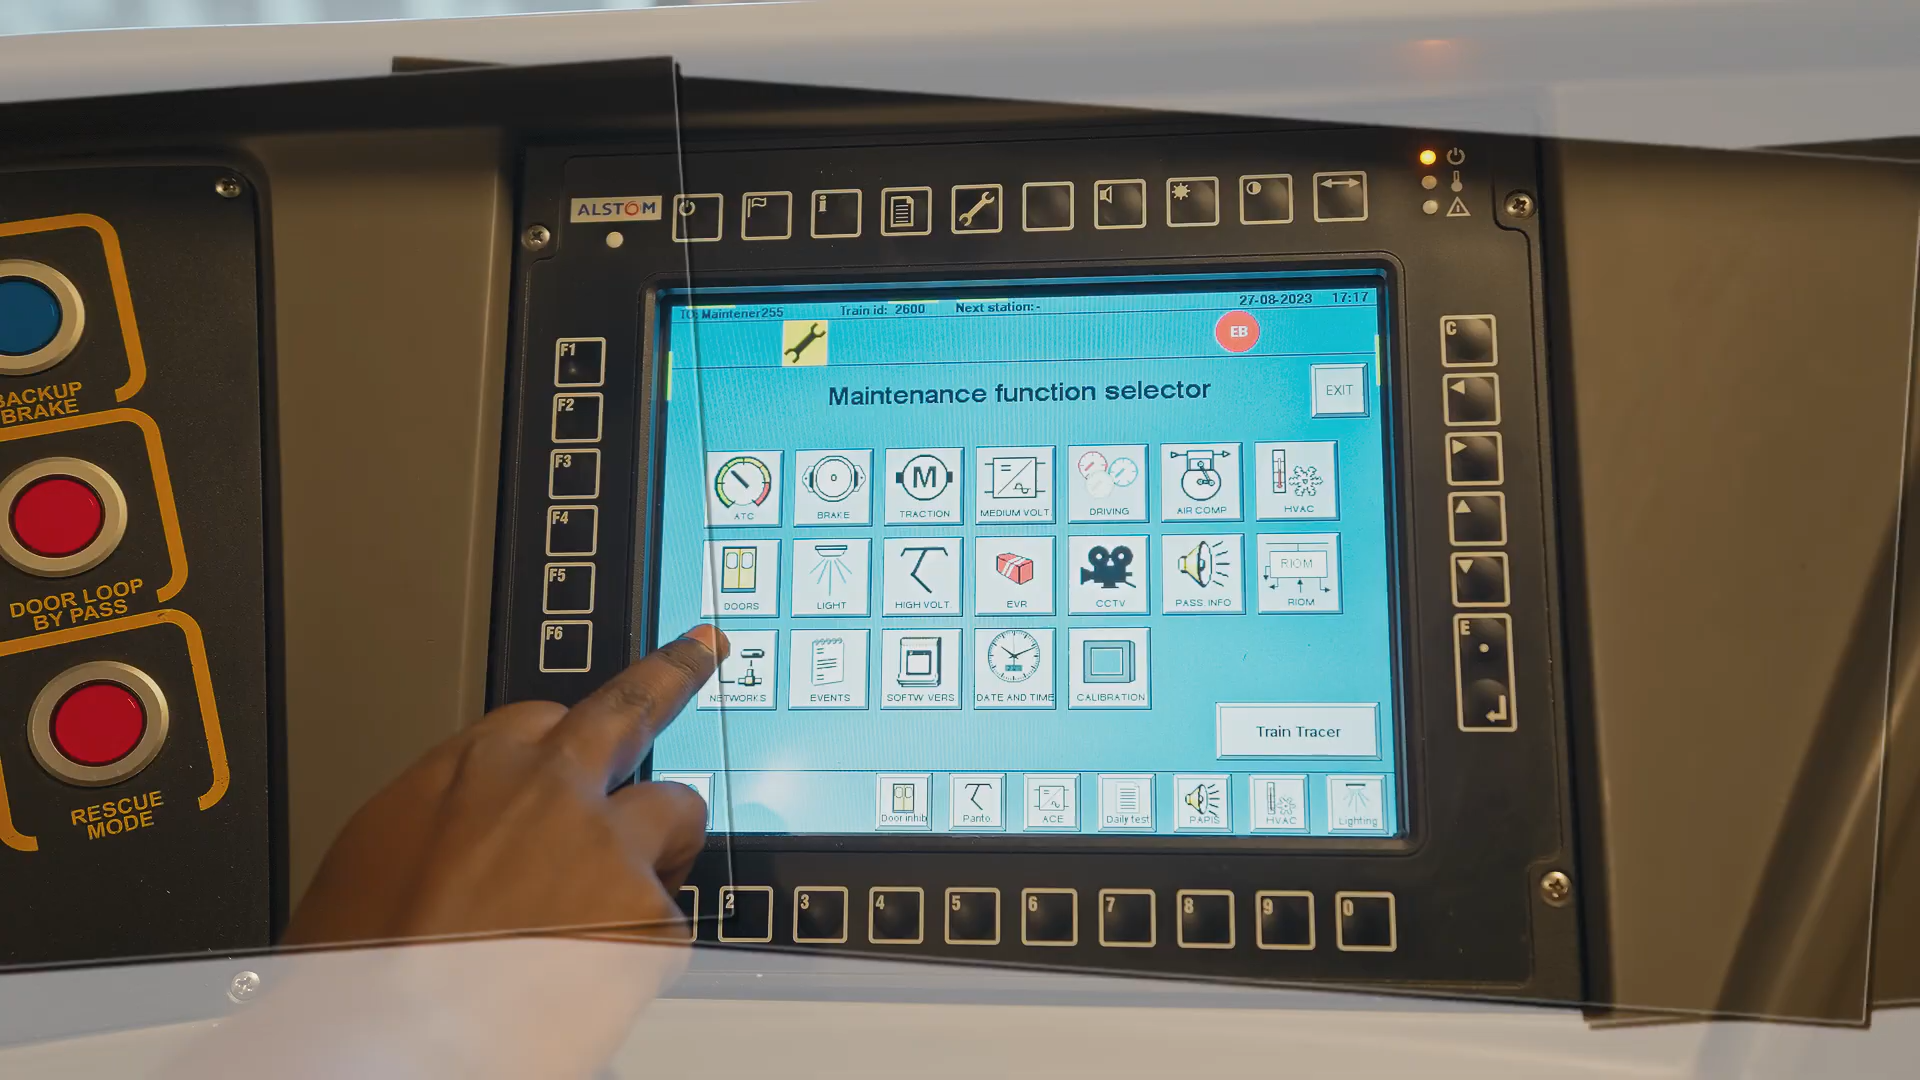 ALSTOM
TO: Maintener255 Train id: 2600 Next station:- 27-08-2023 17:17
EB
Maintenance function selector
EXIT
ATC BRAKE TRACTION MEDIUM VOLT. DRIVING AIR COMP HVAC
DOORS LIGHT HIGH VOLT. EVR CCTV PASS INFO RIOM RIOM
NETWORKS EVENTS SOFTW VERS DATE AND TIME CALIBRATION
Train Tracer
Door inhib Panto. ACE Daily test PAPIS HVAC Lighting
F1
F2
F3
F4
F5
F6
C
E
2 3 4 5 6 7 8 9 0
BACKUP
BRAKE
DOOR LOOP
BY PASS
RESCUE
MODE